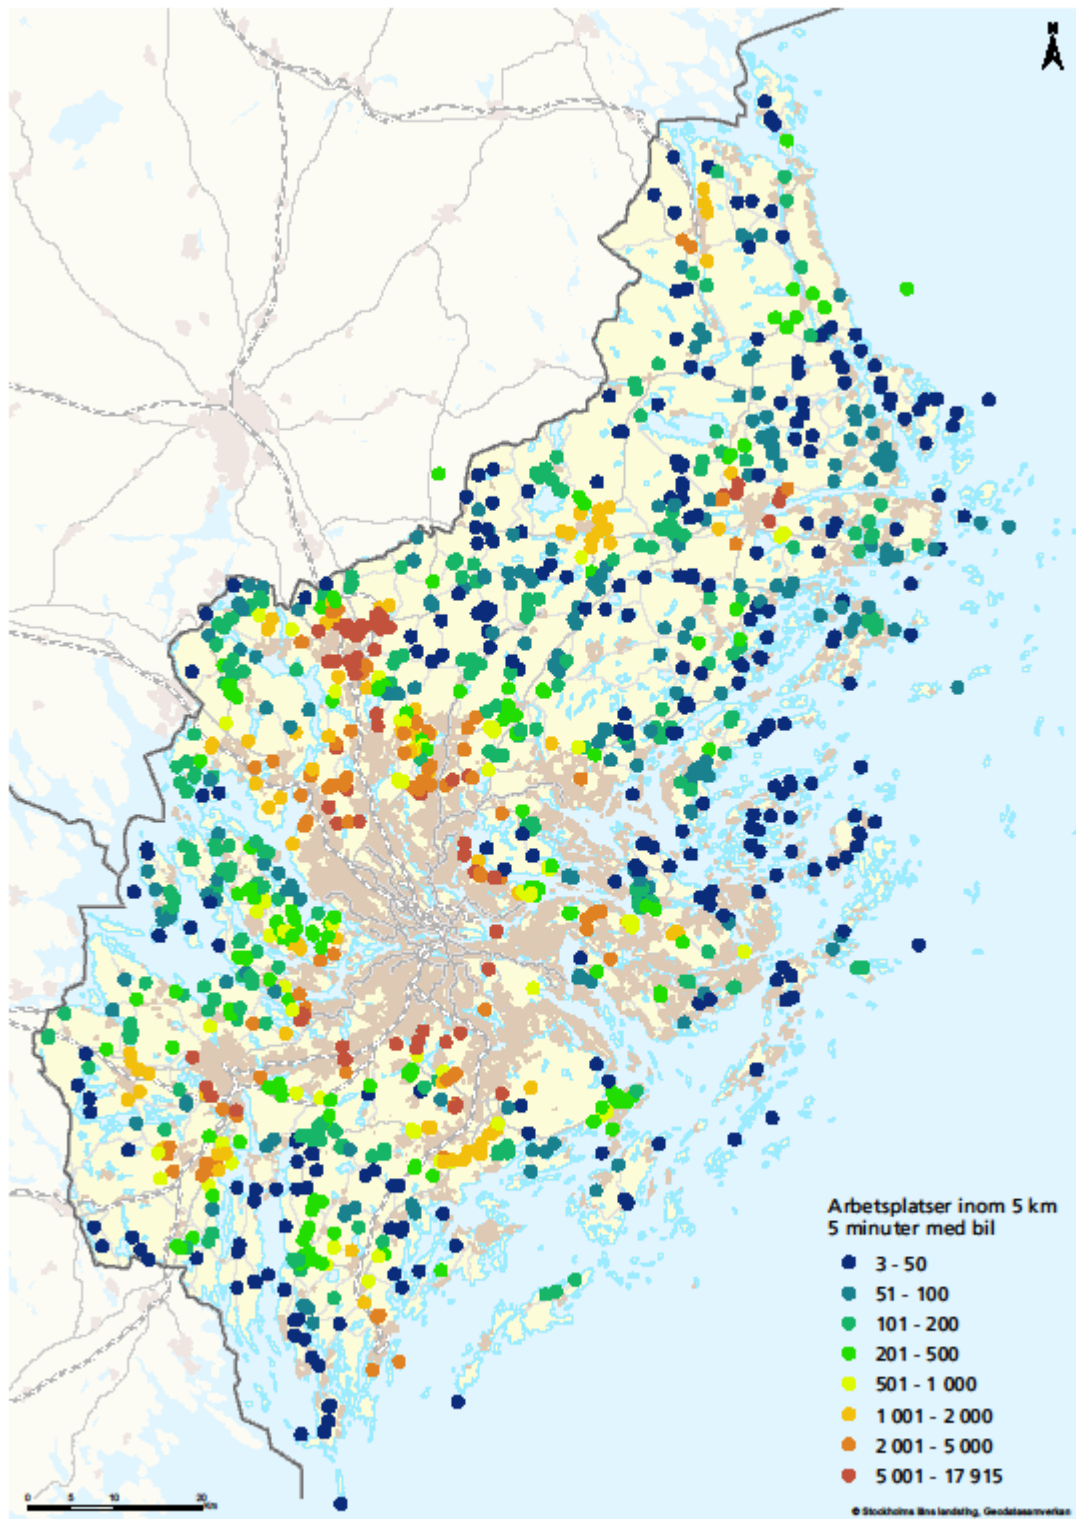 N
Arbetsplatser inom 5 km
5 minuter med bil
3 - 50
51 - 100
101 - 200
201 - 500
501 - 1 000
1 001 - 2 000
2 001 - 5 000
5 001 - 17 915
0 5 10 20
Km
© Stockholms läns landsting, Geodatasamverkan